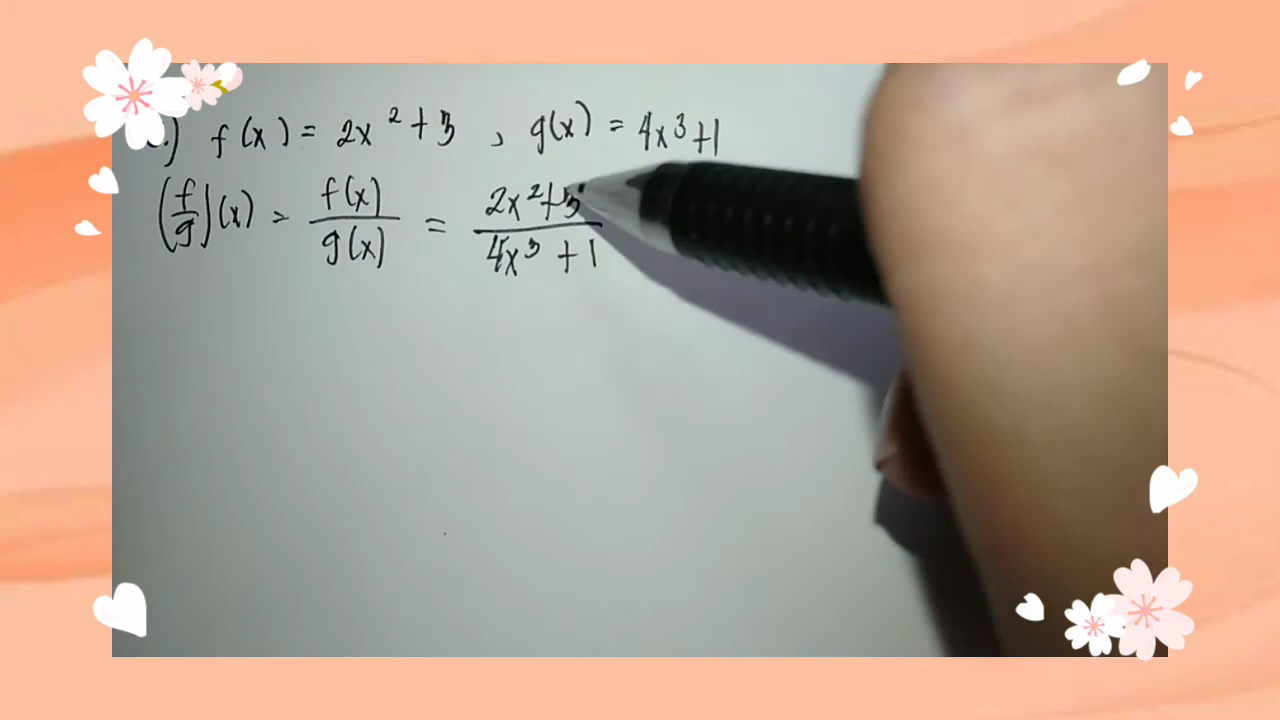 .) f(x) = 2x² + 3 , g(x) = 4x³ + 1
(f/g)(x) = f(x)/g(x) = 2x² + 3/4x³ + 1